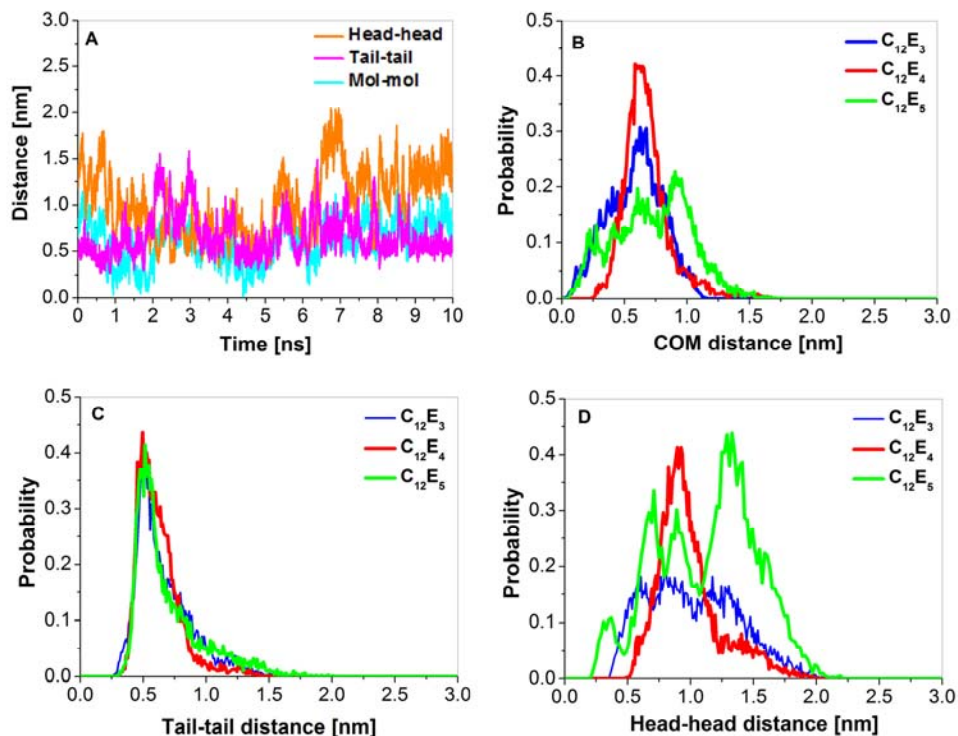 A
Head-head
Tail-tail
Mol-mol
3.0
2.5
2.0
1.5
1.0
0.5
0.0
Distance [nm]
0 1 2 3 4 5 6 7 8 9 10
Time [ns]
B
C₁₂E₃
C₁₂E₄
C₁₂E₅
0.5
0.4
0.3
0.2
0.1
0.0
Probability
0.0 0.5 1.0 1.5 2.0 2.5 3.0
COM distance [nm]
C
C₁₂E₃
C₁₂E₄
C₁₂E₅
0.5
0.4
0.3
0.2
0.1
0.0
Probability
0.0 0.5 1.0 1.5 2.0 2.5 3.0
Tail-tail distance [nm]
D
C₁₂E₃
C₁₂E₄
C₁₂E₅
0.5
0.4
0.3
0.2
0.1
0.0
Probability
0.0 0.5 1.0 1.5 2.0 2.5 3.0
Head-head distance [nm]